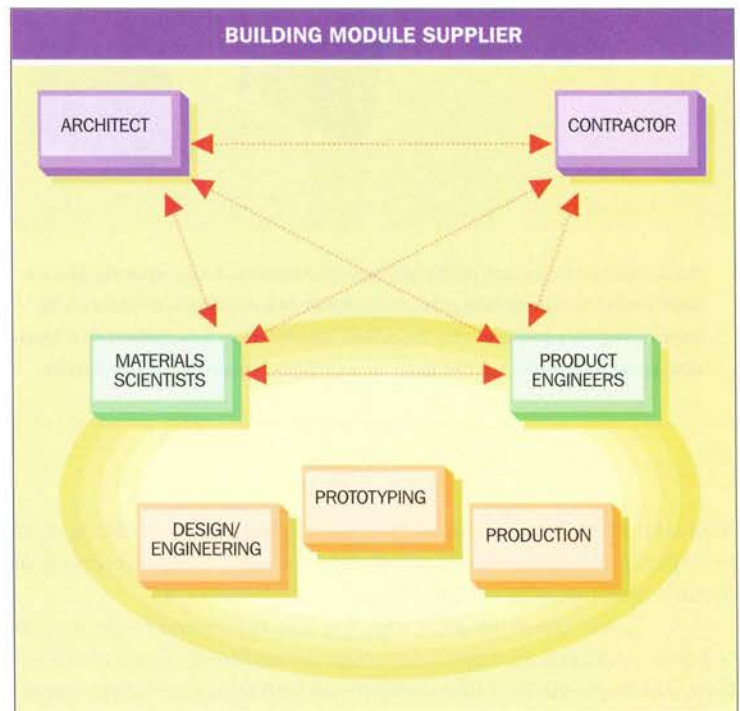 BUILDING MODULE SUPPLIER
ARCHITECT
CONTRACTOR
MATERIALS
SCIENTISTS
PRODUCT
ENGINEERS
PROTOTYPING
DESIGN/
ENGINEERING
PRODUCTION